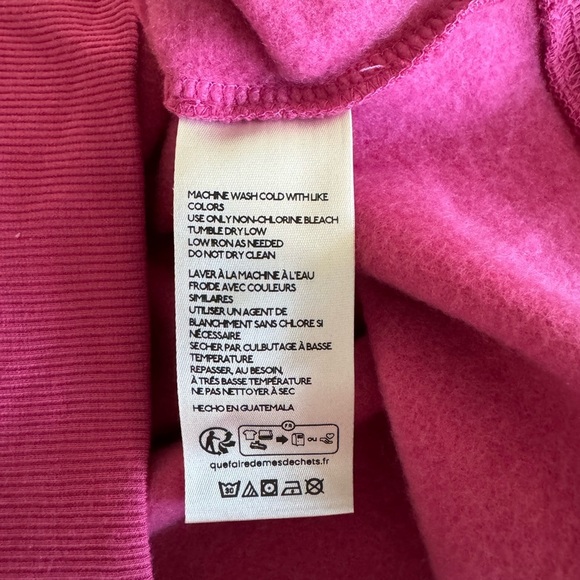 MACHINE WASH COLD WITH LIKE
COLORS
USE ONLY NON-CHLORINE BLEACH
TUMBLE DRY LOW
LOW IRON AS NEEDED
DO NOT DRY CLEAN
LAVER À LA MACHINE À L'EAU
FROIDE AVEC COULEURS
SIMILAIRES
UTILISER UN AGENT DE
BLANCHIMENT SANS CHLORE SI
NÉCESSAIRE
SECHER PAR CULBUTAGE À BASSE
TEMPERATURE
REPASSER, AU BESOIN,
À TRÉS BASSE TEMPÉRATURE
NE PAS NETTOYER À SEC
HECHO EN GUATEMALA
FR
OU
quefairedemesdechets.fr
30